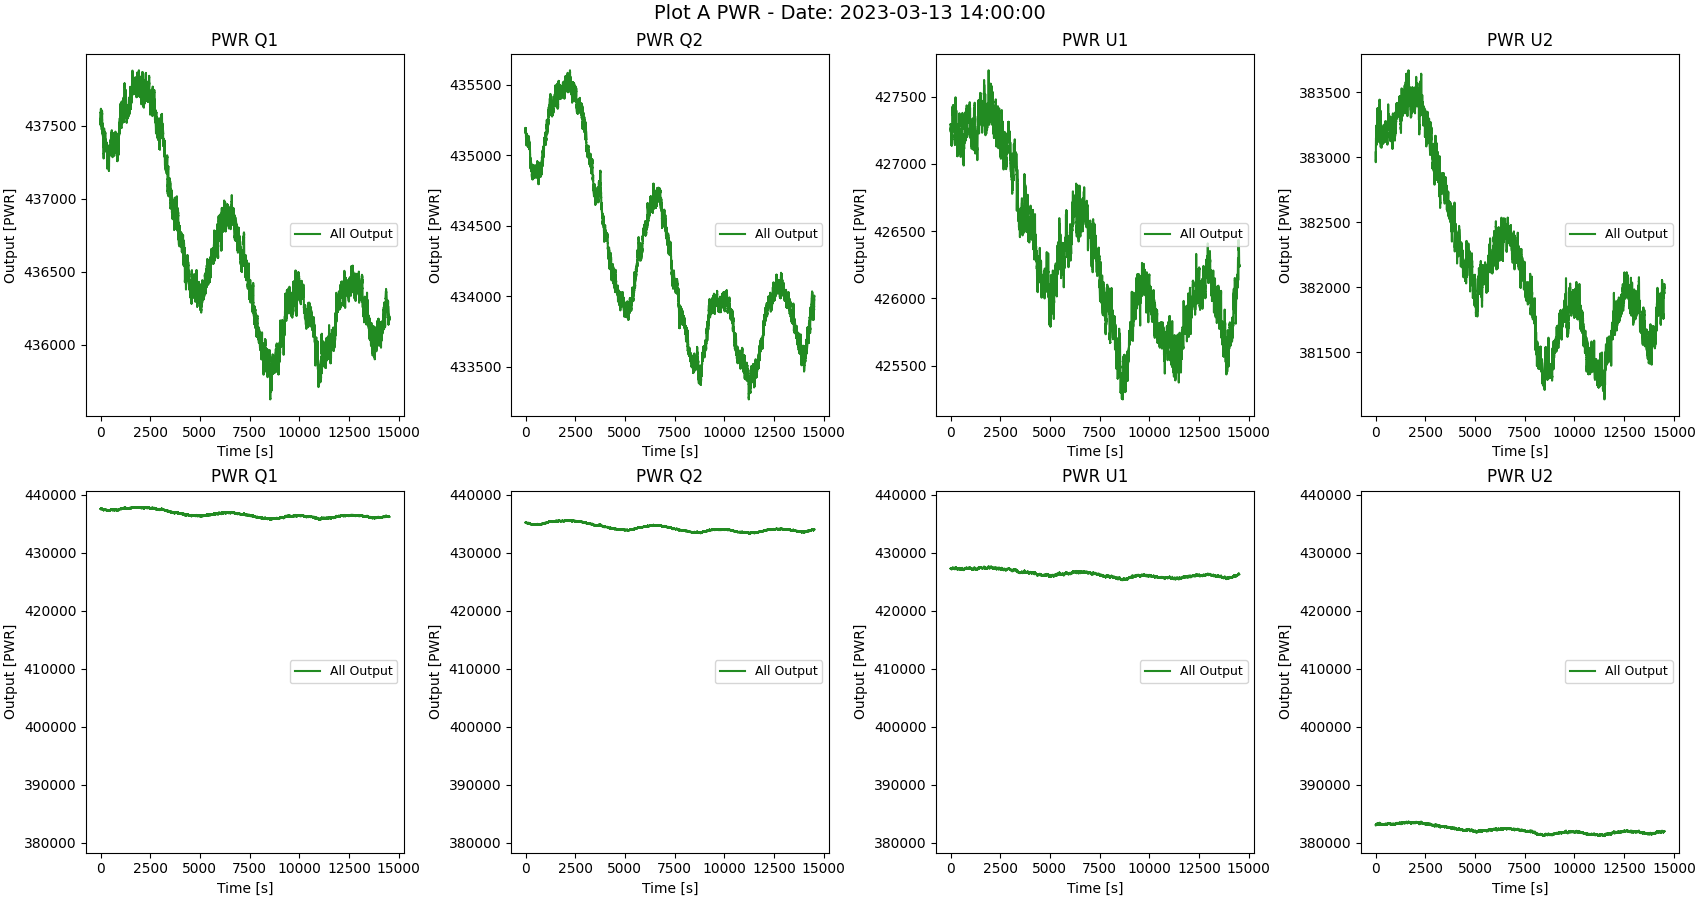 Plot A PWR - Date: 2023-03-13 14:00:00
PWR Q1
437500
437000
436500
436000
Output [PWR]
0 2500 5000 7500 10000 12500 15000
Time [s]
All Output
PWR Q2
435500
435000
434500
434000
433500
Output [PWR]
0 2500 5000 7500 10000 12500 15000
Time [s]
All Output
PWR U1
427500
427000
426500
426000
425500
Output [PWR]
0 2500 5000 7500 10000 12500 15000
Time [s]
All Output
PWR U2
383500
383000
382500
382000
381500
Output [PWR]
0 2500 5000 7500 10000 12500 15000
Time [s]
All Output
PWR Q1
440000
430000
420000
410000
400000
390000
380000
Output [PWR]
0 2500 5000 7500 10000 12500 15000
Time [s]
All Output
PWR Q2
440000
430000
420000
410000
400000
390000
380000
Output [PWR]
0 2500 5000 7500 10000 12500 15000
Time [s]
All Output
PWR U1
440000
430000
420000
410000
400000
390000
380000
Output [PWR]
0 2500 5000 7500 10000 12500 15000
Time [s]
All Output
PWR U2
440000
430000
420000
410000
400000
390000
380000
Output [PWR]
0 2500 5000 7500 10000 12500 15000
Time [s]
All Output